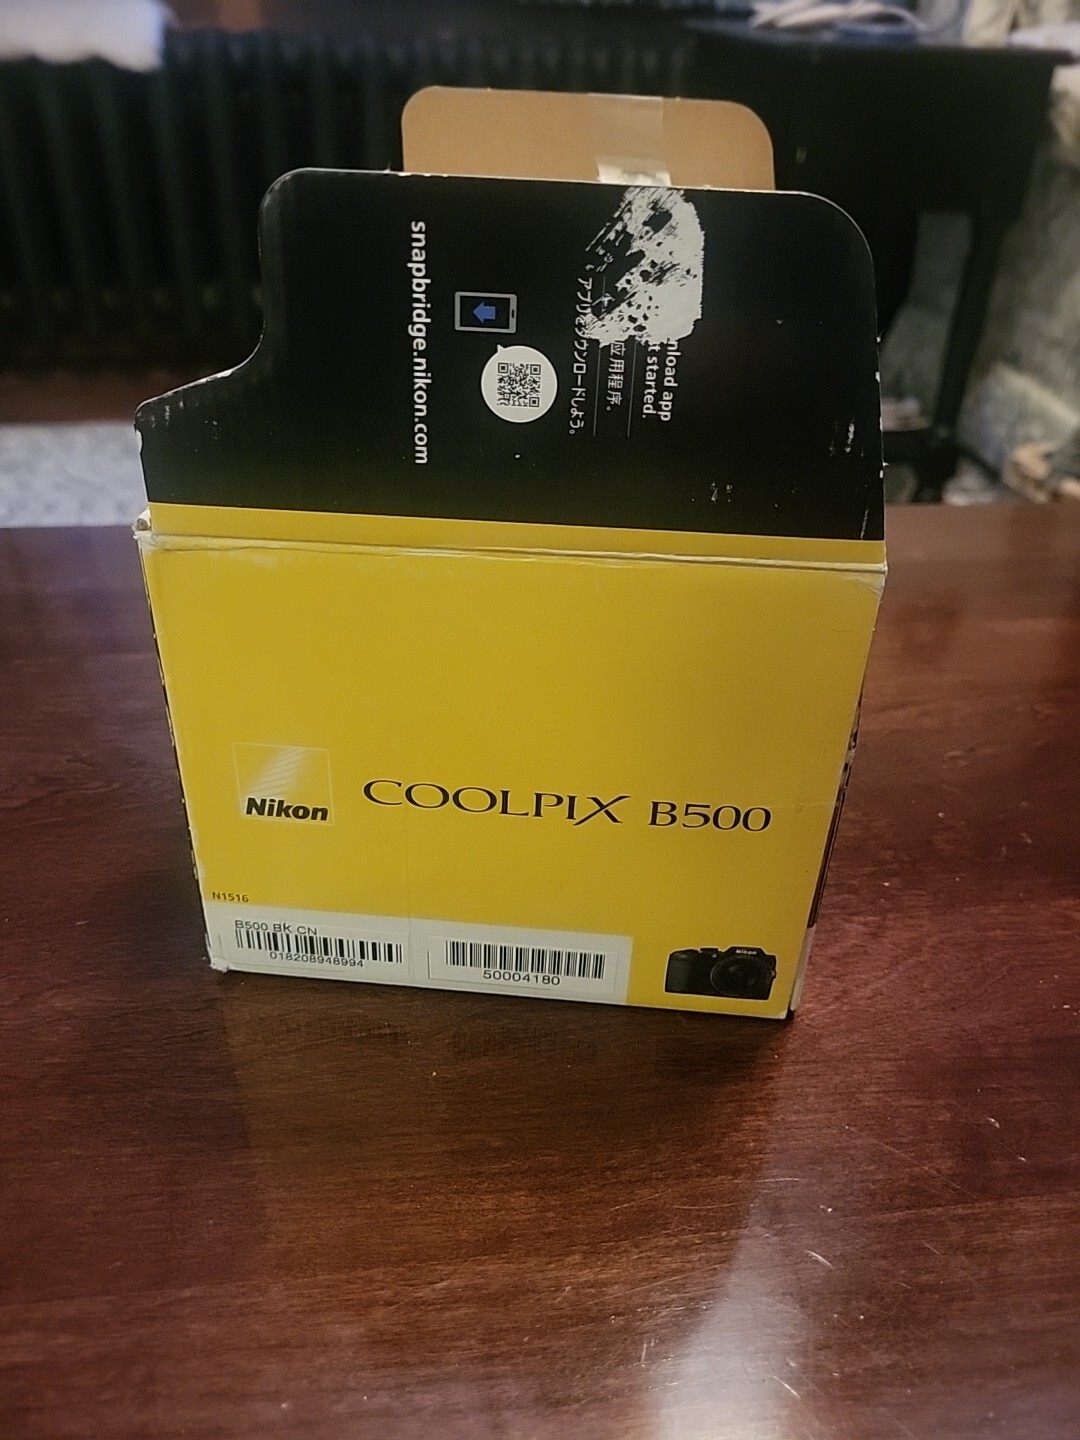 nload app
t started.
应用程序。
アプリをダウンロードしよう。
snapbridge.nikon.com
Nikon
COOLPIX B500
N1516
B500 BK CN
018208948994
50004180
Nikon